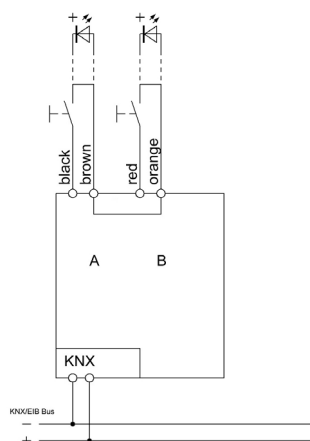 + +
black brown red orange
A B
KNX
KNX/EIB Bus
−
+